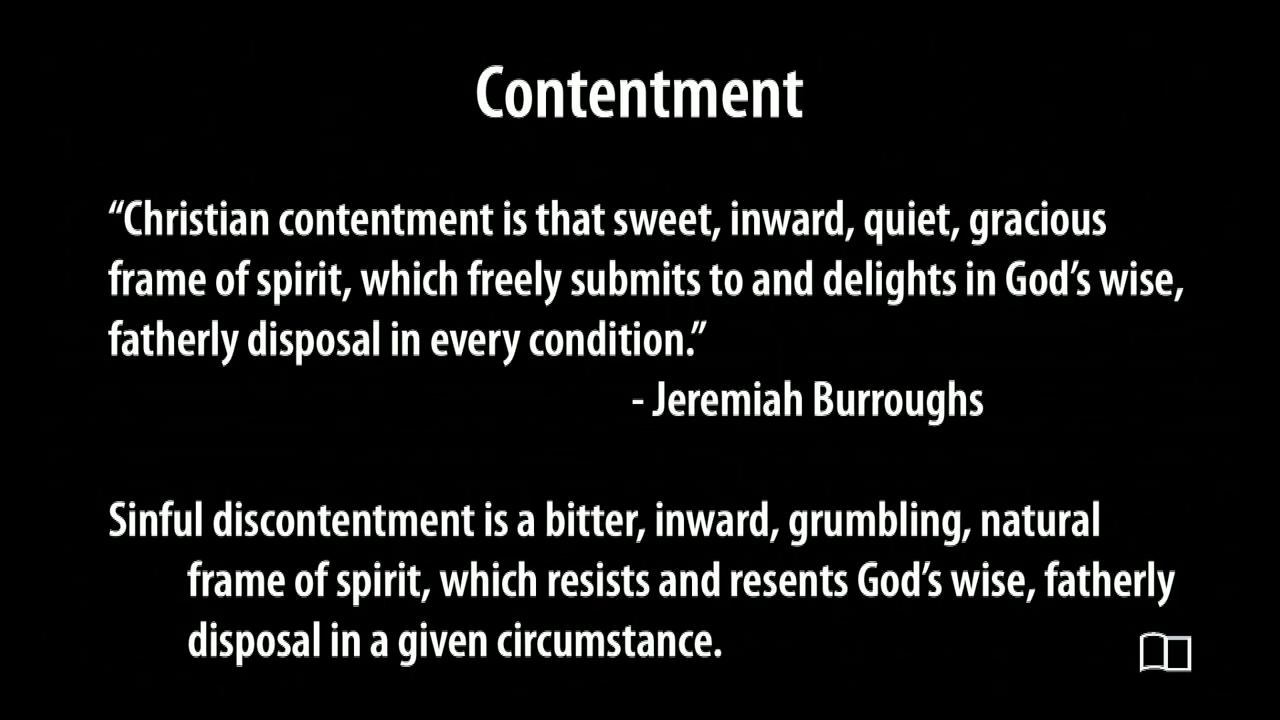 Contentment
“Christian contentment is that sweet, inward, quiet, gracious
frame of spirit, which freely submits to and delights in God’s wise,
fatherly disposal in every condition.”
- Jeremiah Burroughs
Sinful discontentment is a bitter, inward, grumbling, natural
frame of spirit, which resists and resents God’s wise, fatherly
disposal in a given circumstance.